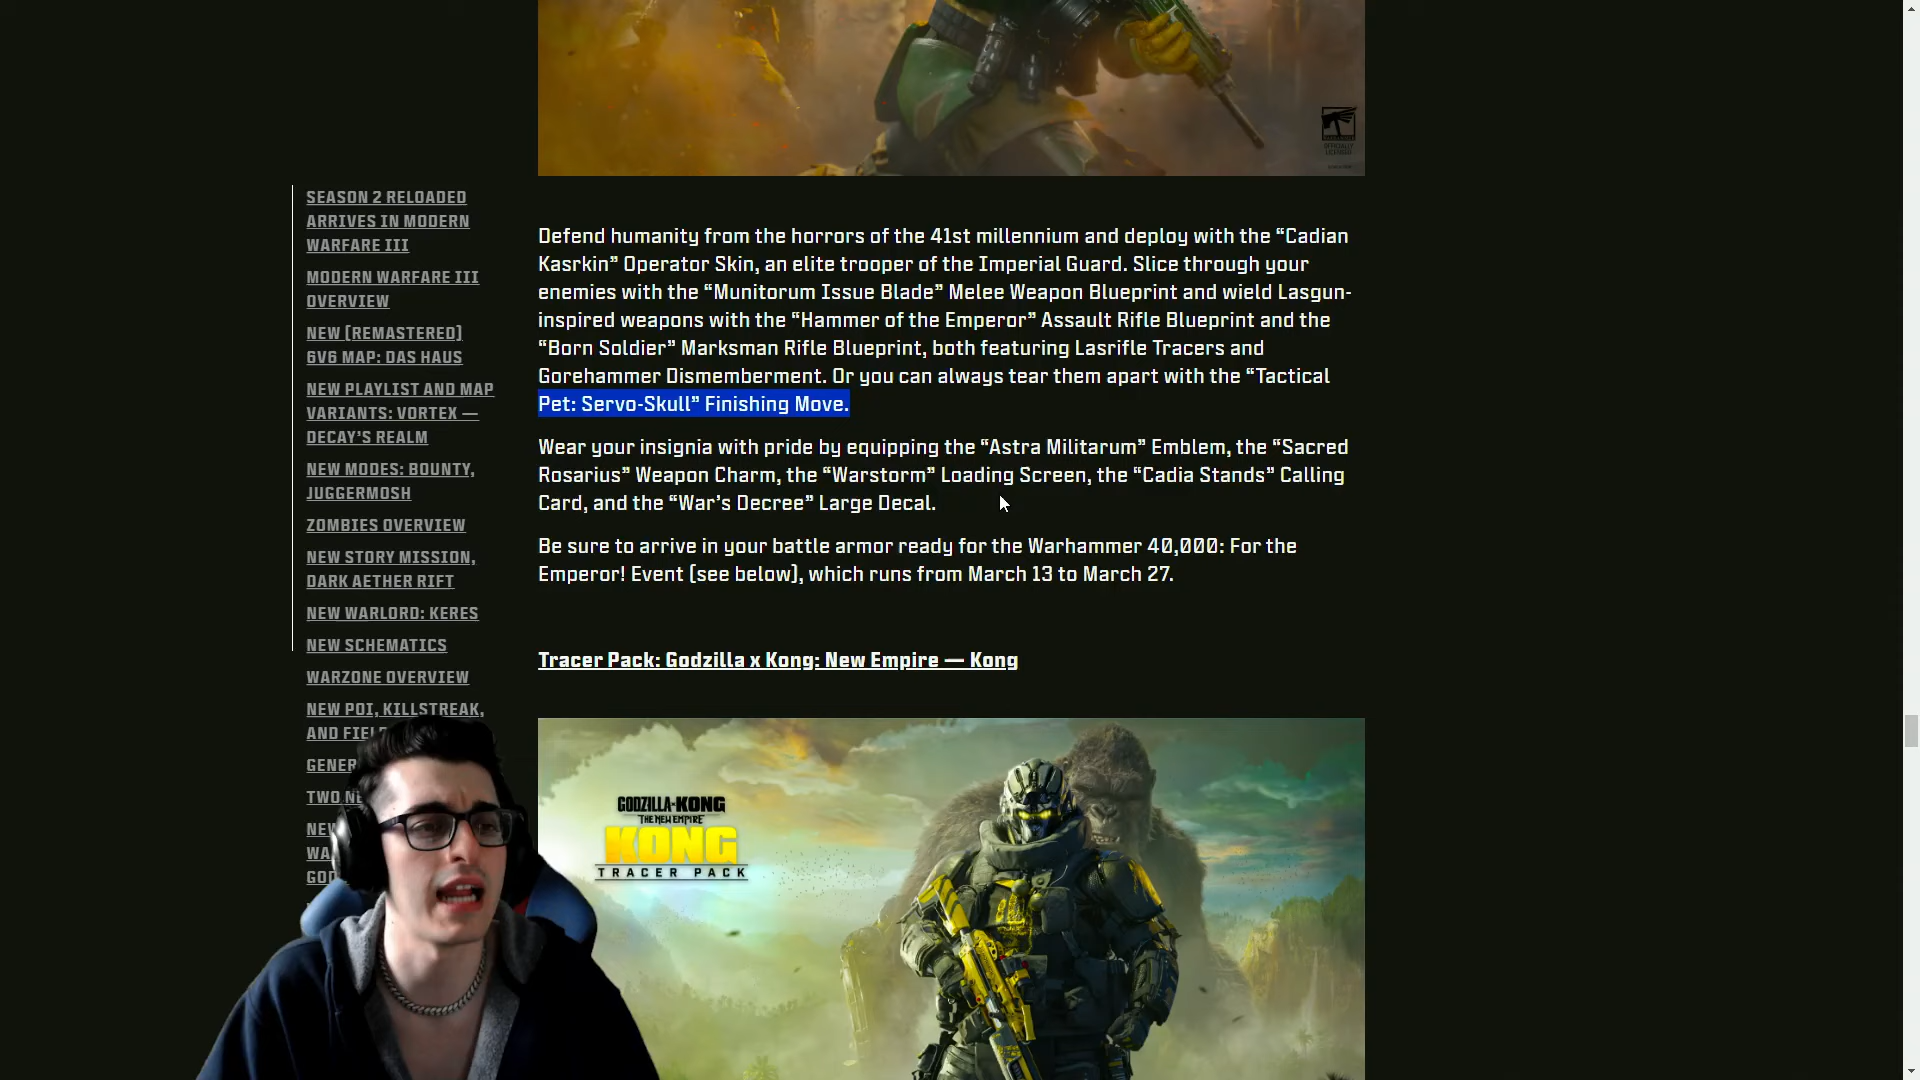 SEASON 2 RELOADED
ARRIVES IN MODERN
WARFARE III
MODERN WARFARE III
OVERVIEW
NEW [REMASTERED]
6V6 MAP: DAS HAUS
NEW PLAYLIST AND MAP
VARIANTS: VORTEX —
DECAY’S REALM
NEW MODES: BOUNTY,
JUGGERMOSH
ZOMBIES OVERVIEW
NEW STORY MISSION,
DARK AETHER RIFT
NEW WARLORD: KERES
NEW SCHEMATICS
WARZONE OVERVIEW
NEW POI, KILLSTREAK,
AND
Defend humanity from the horrors of the 41st millennium and deploy with the “Cadian
Kasrkin” Operator Skin, an elite trooper of the Imperial Guard. Slice through your
enemies with the “Munitorum Issue Blade” Melee Weapon Blueprint and wield Lasgun-
inspired weapons with the “Hammer of the Emperor” Assault Rifle Blueprint and the
“Born Soldier” Marksman Rifle Blueprint, both featuring Lasrifle Tracers and
Gorehammer Dismemberment. Or you can always tear them apart with the “Tactical
Pet: Servo-Skull” Finishing Move.
Wear your insignia with pride by equipping the “Astra Militarum” Emblem, the “Sacred
Rosarius” Weapon Charm, the “Warstorm” Loading Screen, the “Cadia Stands” Calling
Card, and the “War’s Decree” Large Decal.
Be sure to arrive in your battle armor ready for the Warhammer 40,000: For the
Emperor! Event [see below], which runs from March 13 to March 27.
Tracer Pack: Godzilla x Kong: New Empire — Kong
GODZILLA×KONG
THE NEW EMPIRE
KONG
TRACER PACK